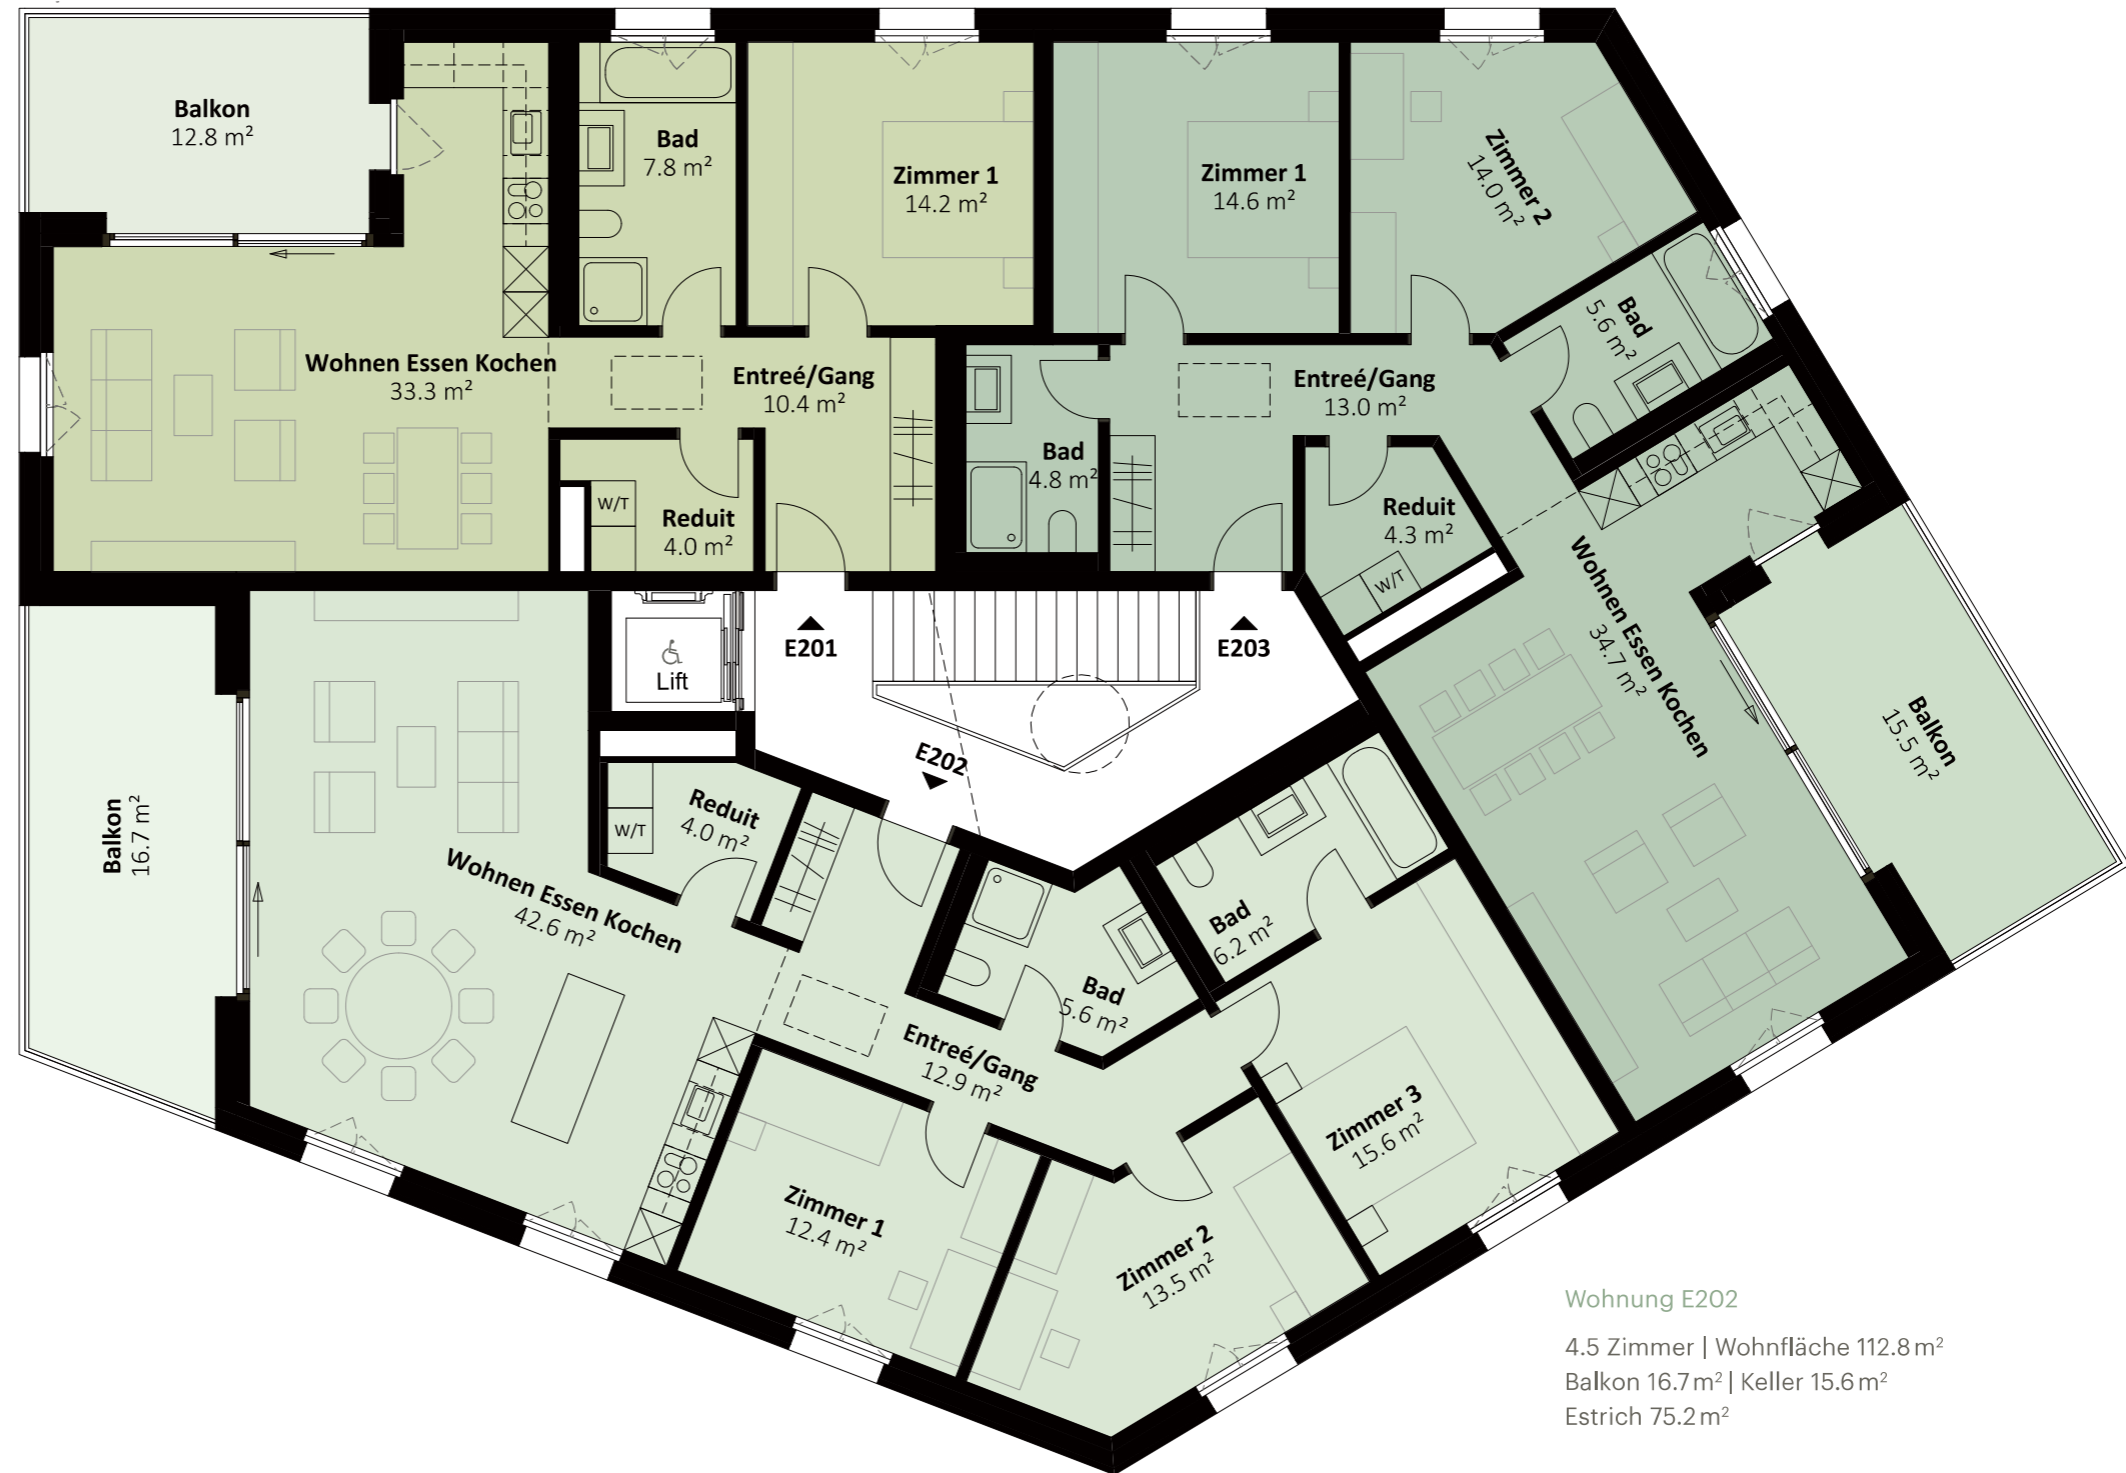 Balkon
12.8 m²
Bad
7.8 m²
Zimmer 1
14.2 m²
Zimmer 1
14.6 m²
Zimmer 2
14.0 m²
Bad
5.6 m²
Wohnen Essen Kochen
33.3 m²
Entreé/Gang
10.4 m²
Entreé/Gang
13.0 m²
Bad
4.8 m²
W/T
Reduit
4.0 m²
Reduit
4.3 m²
W/T
Wohnen Essen Kochen
34.7 m²
Balkon
15.5 m²
E201
E203
Lift
E202
Balkon
16.7 m²
Reduit
4.0 m²
W/T
Wohnen Essen Kochen
42.6 m²
Bad
6.2 m²
Bad
5.6 m²
Entreé/Gang
12.9 m²
Zimmer 3
15.6 m²
Zimmer 1
12.4 m²
Zimmer 2
13.5 m²
Wohnung E202
4.5 Zimmer | Wohnfläche 112.8 m²
Balkon 16.7 m² | Keller 15.6 m²
Estrich 75.2 m²